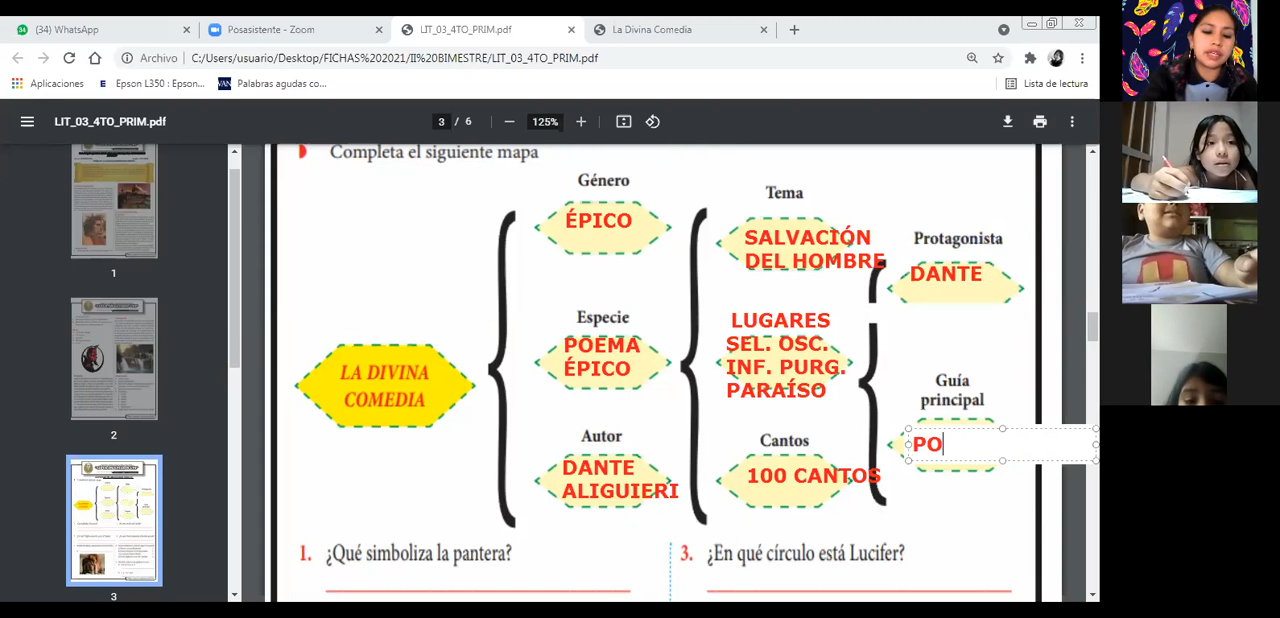 (34) WhatsApp
Posasistente - Zoom
LIT_03_4TO_PRIM.pdf
La Divina Comedia
Archivo
C:/Users/usuario/Desktop/FICHAS%202021/II%20BIMESTRE/LIT_03_4TO_PRIM.pdf
Aplicaciones
Epson L350 : Epson...
VAN
Palabras agudas co...
Lista de lectura
LIT_03_4TO_PRIM.pdf
3 / 6
125%
1
2
3
Completa el siguiente mapa
LA DIVINA
COMEDIA
Género
ÉPICO
Especie
POEMA
ÉPICO
Autor
DANTE
ALIGUIERI
Tema
SALVACIÓN
DEL HOMBRE
LUGARES
SEL. OSC.
INF. PURG.
PARAÍSO
Cantos
100 CANTOS
Protagonista
DANTE
Guía
principal
PO
1. ¿Qué simboliza la pantera?
3. ¿En qué círculo está Lucifer?